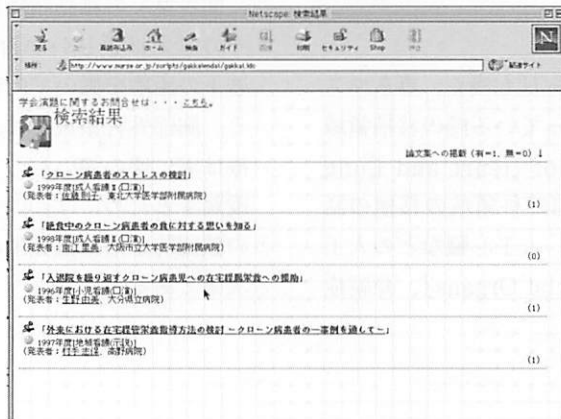 Netscape: 検索結果
戻る 再読み込み ホーム 検索 ガイド 印刷 セキュリティ Shop
場所: http://www.nurse.or.jp/scripts/gakkaiendai/gakkai.idc 関連サイト
学会演題に関するお問合せは・・・こちら。
検索結果
論文集への掲載（有=1、無=0）↓
「クローン病患者のストレスの検討」
1999年度[成人看護Ⅱ(口演)]
(発表者：佐藤則子、東北大学医学部附属病院)
(1)
「絶食中のクローン病患者の食に対する思いを知る」
1998年度[成人看護Ⅱ(口演)]
(発表者：里美、大阪市立大学医学部附属病院)
(0)
「入退院を繰り返すクローン病患児への在宅経腸栄養への援助」
1996年度[小児看護(口演)]
(発表者：生野由美、大分県立病院)
(1)
「外来における在宅経管栄養指導方法の検討 ークローン病患者の一事例を通してー」
1997年度[地域看護(示説)]
(発表者：高野病院)
(1)